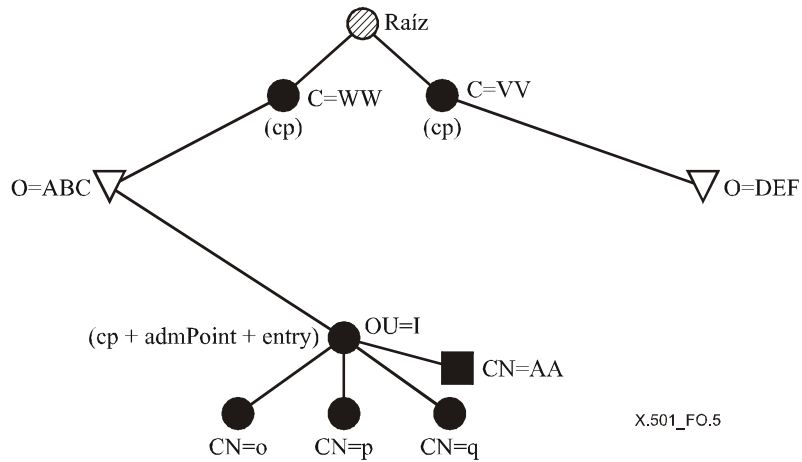 Raíz
C=WW
C=VV
(cp)
(cp)
O=ABC
O=DEF
OU=I
(cp + admPoint + entry)
CN=AA
CN=o
CN=p
CN=q
X.501_FO.5